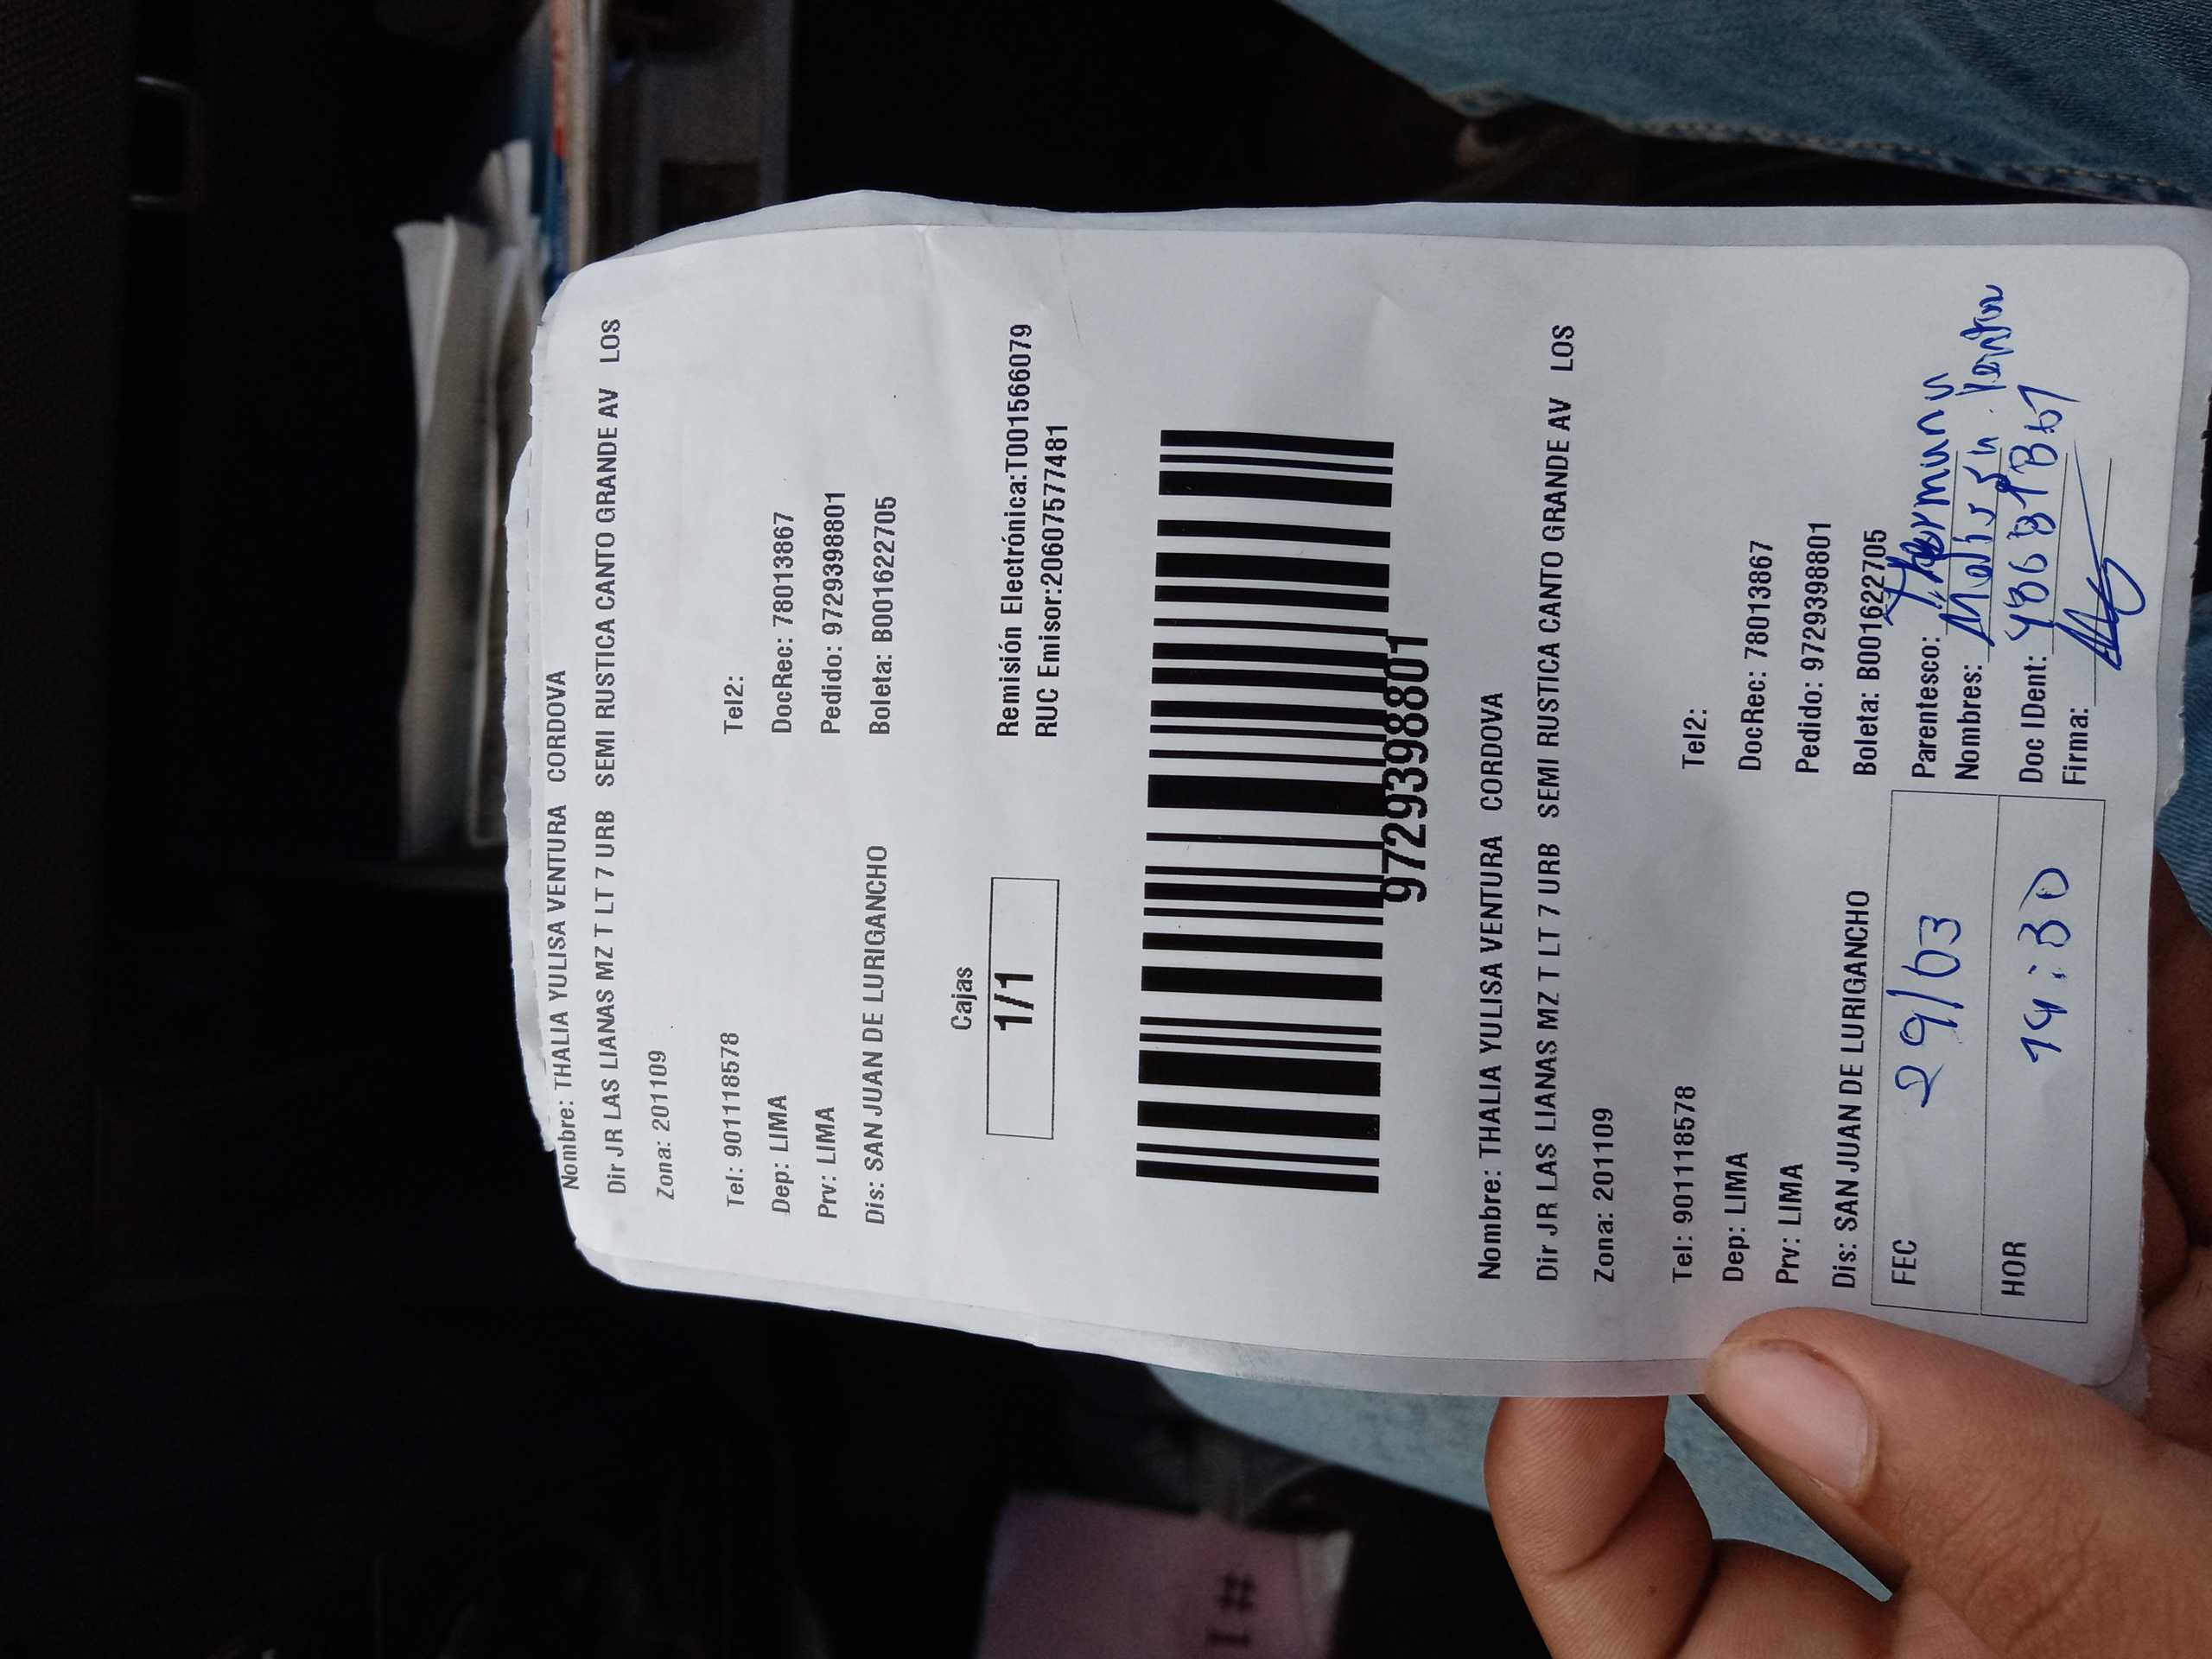 Nombre: THALIA YULISA VENTURA CORDOVA
Dir JR LAS LIANAS MZ T LT 7 URB SEMI RUSTICA CANTO GRANDE AV LOS
Zona: 201109
Tel: 901118578 Tel2:
Dep: LIMA DocRec: 78013867
Prv: LIMA Pedido: 9729398801
Dis: SAN JUAN DE LURIGANCHO Boleta: B001622705
Cajas
1/1
Remisión Electrónica:T001566079
RUC Emisor:20607577481
9729398801
Nombre: THALIA YULISA VENTURA CORDOVA
Dir JR LAS LIANAS MZ T LT 7 URB SEMI RUSTICA CANTO GRANDE AV LOS
Zona: 201109
Tel: 901118578 Tel2:
Dep: LIMA DocRec: 78013867
Prv: LIMA Pedido: 9729398801
Dis: SAN JUAN DE LURIGANCHO Boleta: B001622705
FEC 29/03 Parentesco:
Nombres:
HOR 14:30 Doc IDent:
Firma:
1#